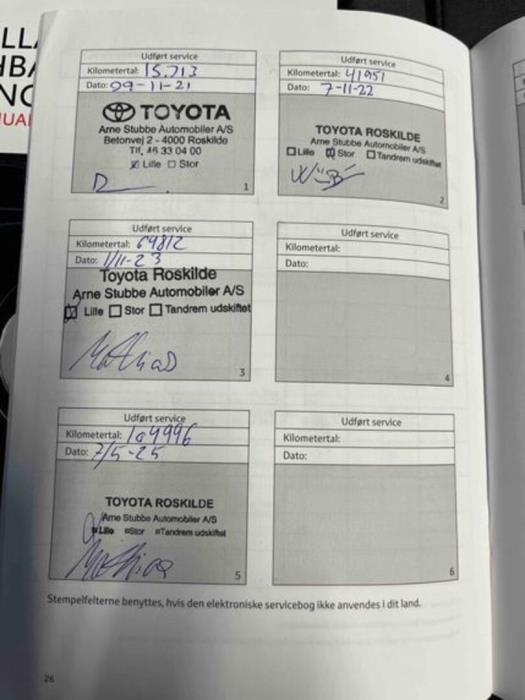 LL
HBA
NG
UAL
Udført service
Kilometertal: 15.713
Dato: 09-11-21
TOYOTA
Arne Stubbe Automobiler A/S
Betonvej 2 - 4000 Roskilde
Tlf. 46 33 04 00
Lille Stor
1
Udført service
Kilometertal: 41951
Dato: 7-11-22
TOYOTA ROSKILDE
Arne Stubbe Automobiler A/S
Lille Stor Tandrem udskiftet
2
Udført service
Kilometertal: 69812
Dato: 1/11-23
Toyota Roskilde
Arne Stubbe Automobiler A/S
Lille Stor Tandrem udskiftet
3
Udført service
Kilometertal:
Dato:
4
Udført service
Kilometertal: 109996
Dato: 7/5-25
TOYOTA ROSKILDE
Arne Stubbe Automobiler A/S
Lille Stor Tandrem udskiftet
5
Udført service
Kilometertal:
Dato:
6
Stempelfelterne benyttes, hvis den elektroniske servicebog ikke anvendes i dit land.
26